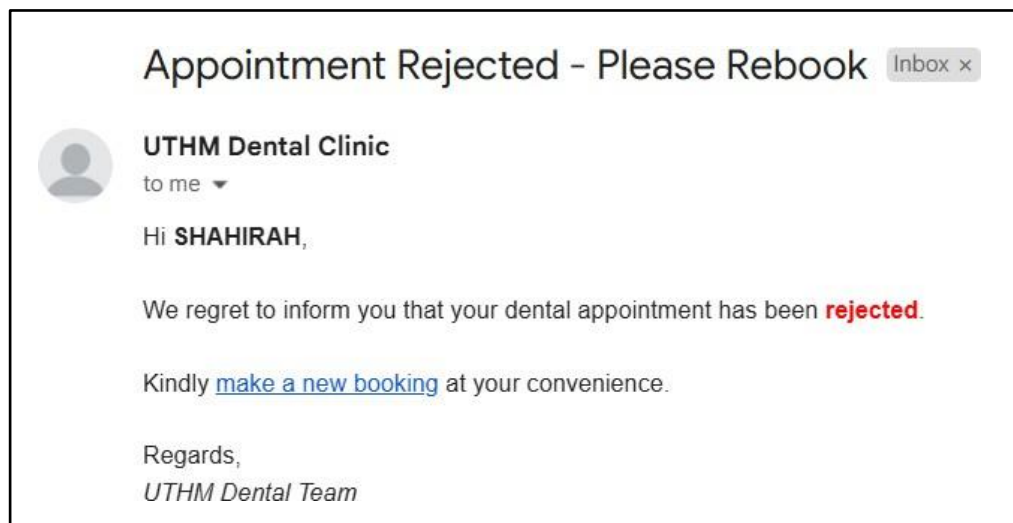 Appointment Rejected - Please Rebook Inbox ×
UTHM Dental Clinic
to me
Hi SHAHIRAH,
We regret to inform you that your dental appointment has been rejected.
Kindly make a new booking at your convenience.
Regards,
UTHM Dental Team